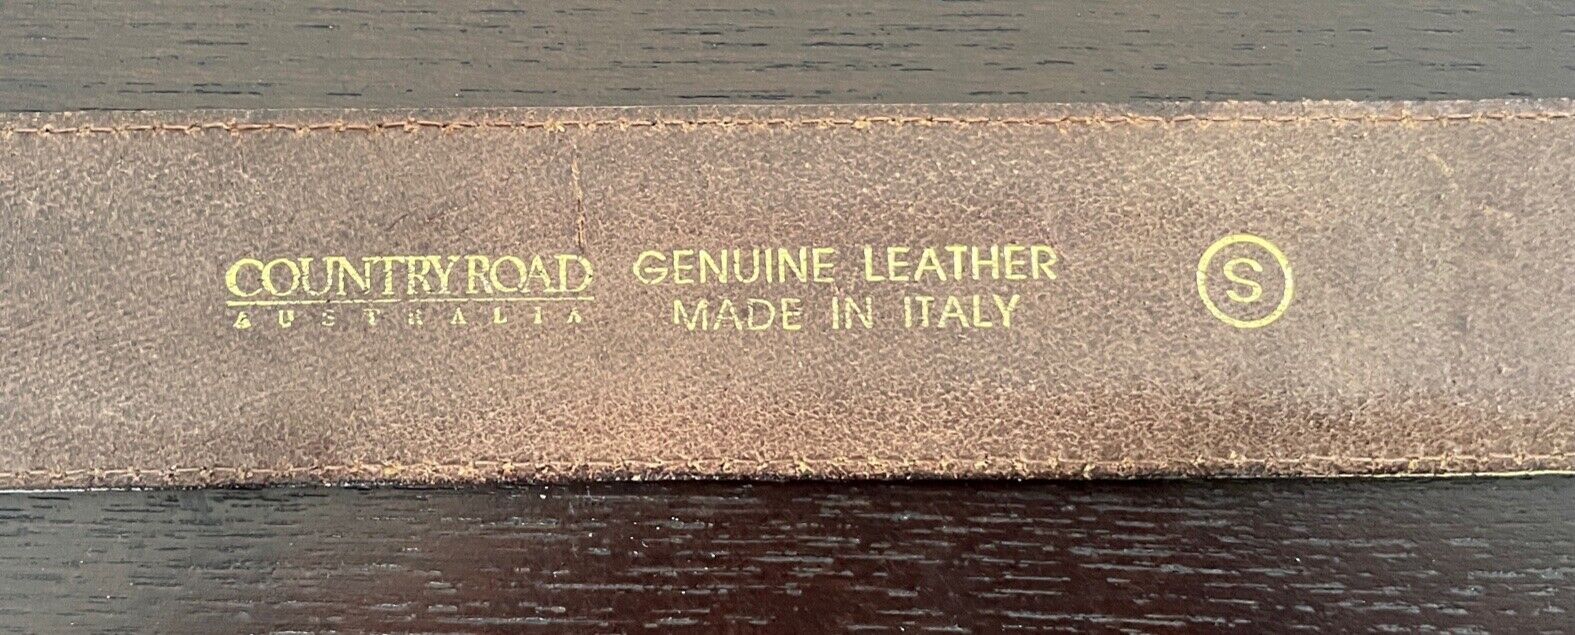 COUNTRY ROAD
AUSTRALIA
GENUINE LEATHER
MADE IN ITALY
S